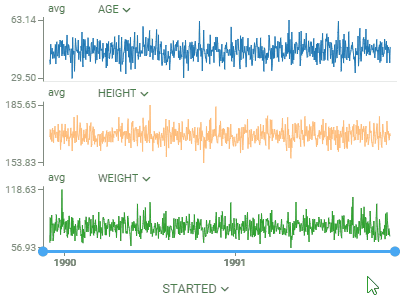 avg AGE
63.14
29.50
avg HEIGHT
185.65
153.83
avg WEIGHT
118.63
56.93
1990 1991
STARTED